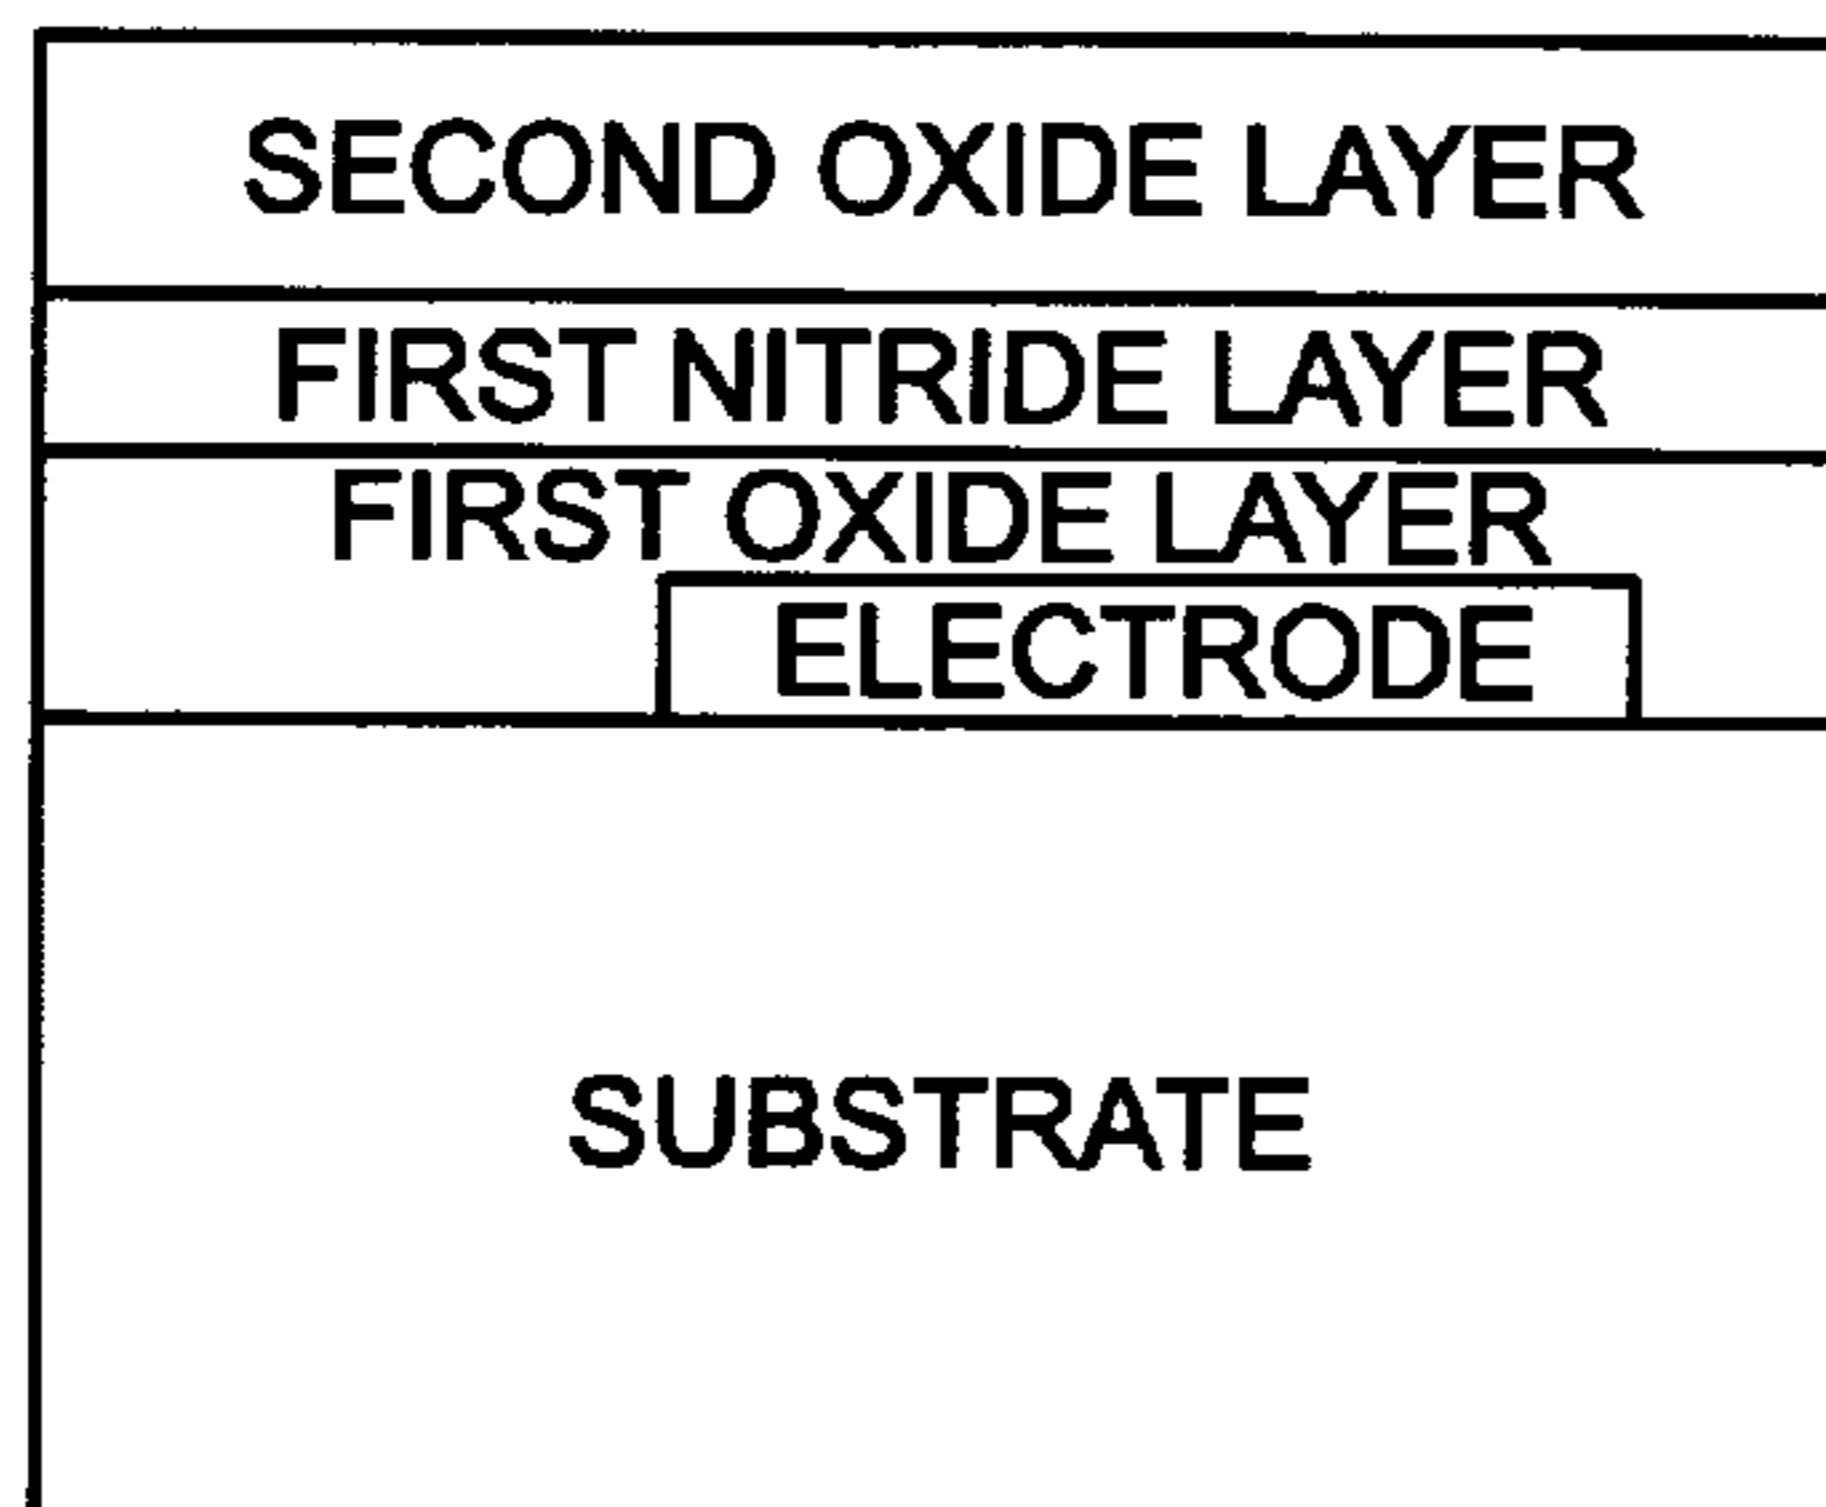 SECOND OXIDE LAYER
FIRST NITRIDE LAYER
FIRST OXIDE LAYER
ELECTRODE
SUBSTRATE